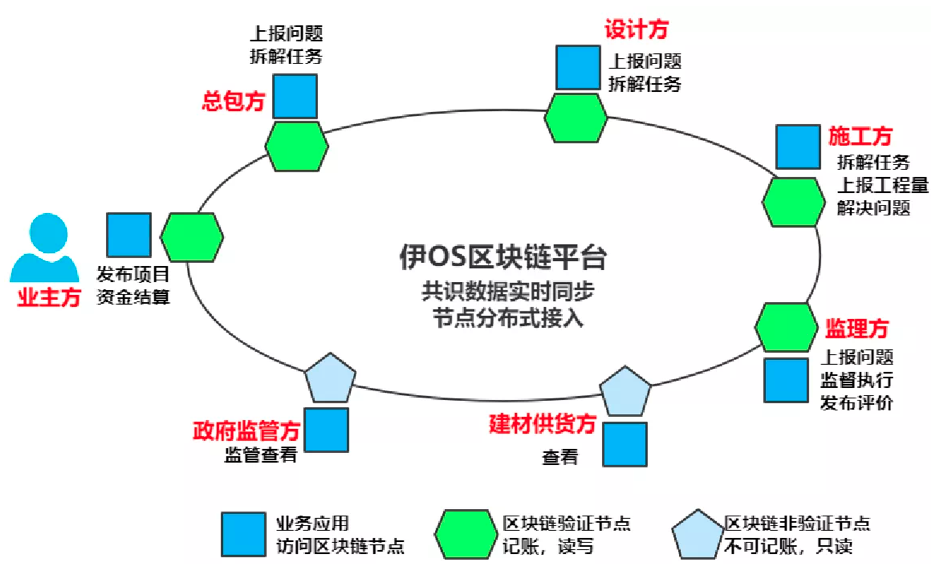 上报问题
拆解任务
总包方
设计方
上报问题
拆解任务
施工方
拆解任务
上报工程量
解决问题
业主方
发布项目
资金结算
伊OS区块链平台
共识数据实时同步
节点分布式接入
监理方
上报问题
监督执行
发布评价
政府监管方
监管查看
建材供货方
查看
业务应用
访问区块链节点
区块链验证节点
记账，读写
区块链非验证节点
不可记账，只读